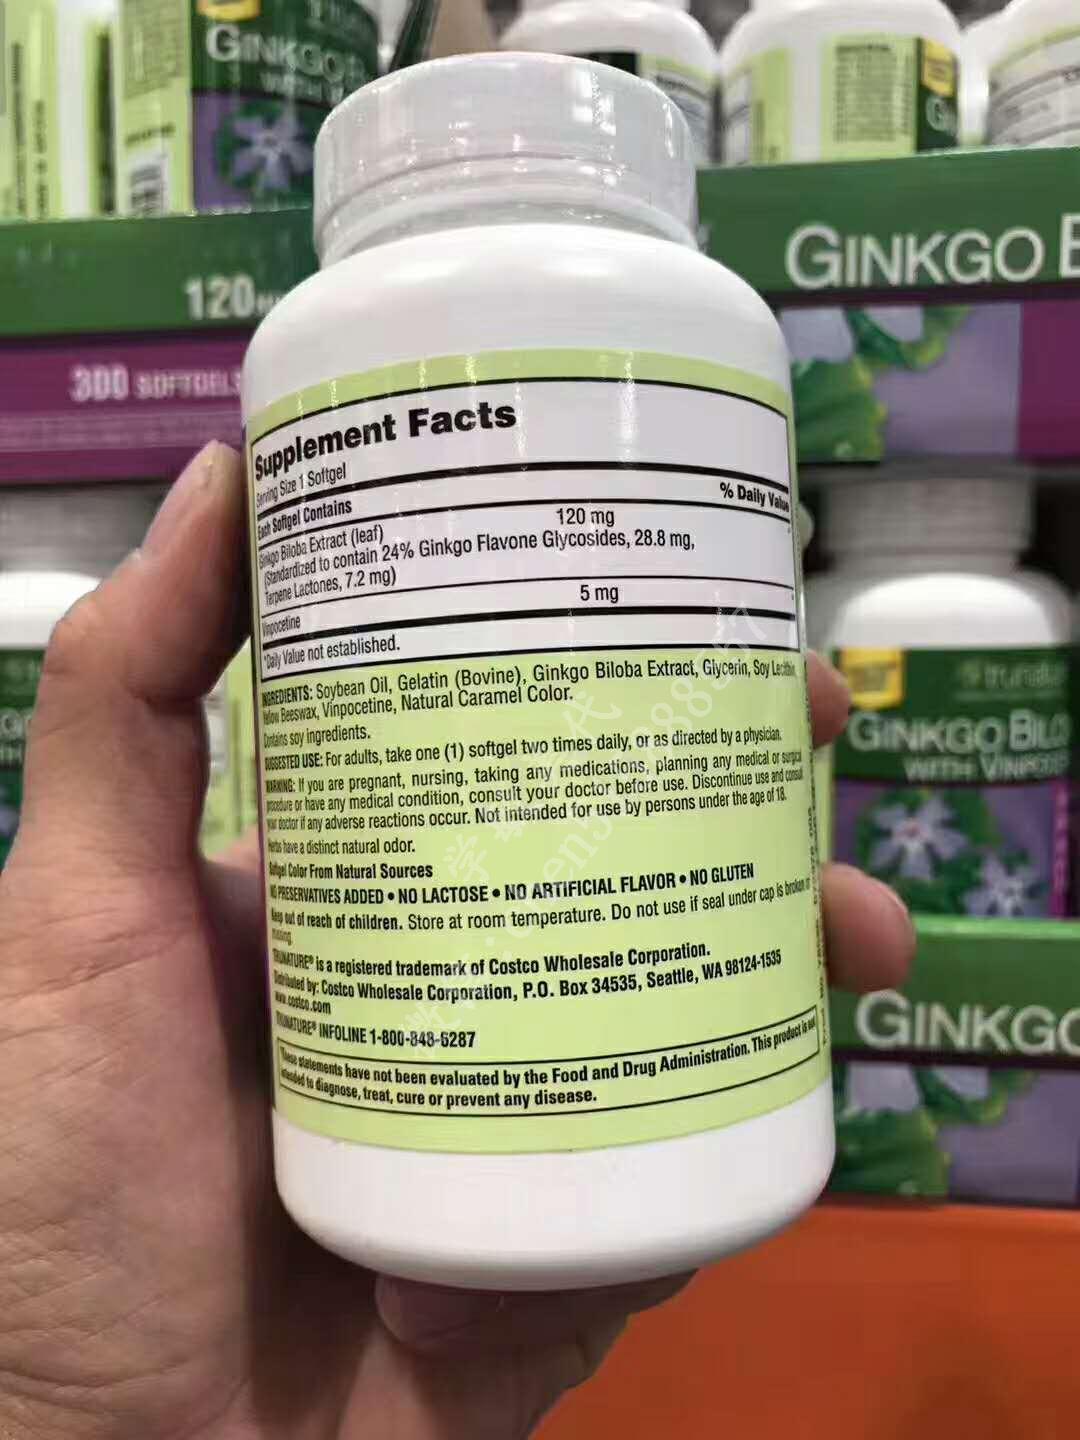 GINKGO
120
300 SOFTGELS
GINKGO
Supplement Facts
Serving Size 1 Softgel
Each Softgel Contains % Daily Value
Ginkgo Biloba Extract (leaf) 120 mg
(Standardized to contain 24% Ginkgo Flavone Glycosides, 28.8 mg,
Terpene Lactones, 7.2 mg)
Vinpocetine 5 mg
*Daily Value not established.
INGREDIENTS: Soybean Oil, Gelatin (Bovine), Ginkgo Biloba Extract, Glycerin, Soy Lecithin,
Yellow Beeswax, Vinpocetine, Natural Caramel Color.
Contains soy ingredients.
SUGGESTED USE: For adults, take one (1) softgel two times daily, or as directed by a physician.
WARNING: If you are pregnant, nursing, taking any medications, planning any medical or surgical
procedure or have any medical condition, consult your doctor before use. Discontinue use and consult
your doctor if any adverse reactions occur. Not intended for use by persons under the age of 18.
Herbs have a distinct natural odor.
Softgel Color From Natural Sources
NO PRESERVATIVES ADDED • NO LACTOSE • NO ARTIFICIAL FLAVOR • NO GLUTEN
Keep out of reach of children. Store at room temperature. Do not use if seal under cap is broken or
missing.
TRUNATURE® is a registered trademark of Costco Wholesale Corporation.
Distributed by: Costco Wholesale Corporation, P.O. Box 34535, Seattle, WA 98124-1535
www.costco.com
TRUNATURE® INFOLINE 1-800-848-6287
These statements have not been evaluated by the Food and Drug Administration. This product is not
intended to diagnose, treat, cure or prevent any disease.
trunature
GINKGO BILO
WITH VINPO
GINKGO